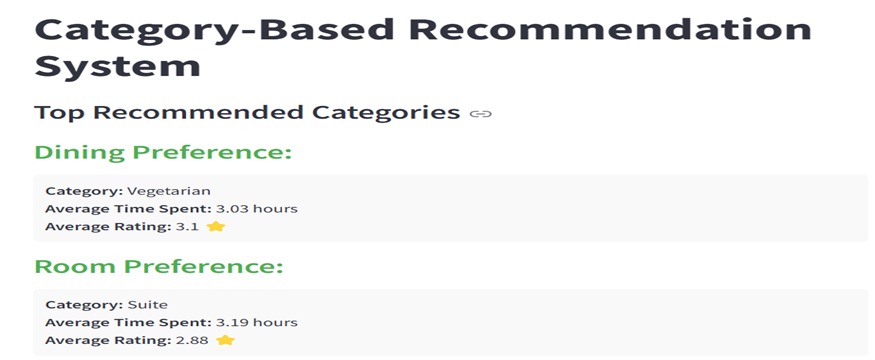 Category-Based Recommendation
System
Top Recommended Categories
Dining Preference:
Category: Vegetarian
Average Time Spent: 3.03 hours
Average Rating: 3.1 ⭐
Room Preference:
Category: Suite
Average Time Spent: 3.19 hours
Average Rating: 2.88 ⭐